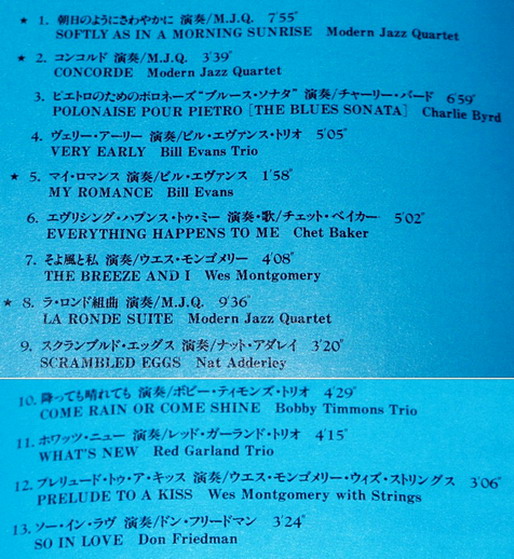 ★ 1. 朝日のようにさわやかに 演奏/M.J.Q. 7′55″
SOFTLY AS IN A MORNING SUNRISE Modern Jazz Quartet
★ 2. コンコルド 演奏/M.J.Q. 3′39″
CONCORDE Modern Jazz Quartet
3. ピエトロのためのポロネーズ“ブルース・ソナタ” 演奏/チャーリー・バード 6′59″
POLONAISE POUR PIETRO [THE BLUES SONATA] Charlie Byrd
4. ヴェリー・アーリー 演奏/ビル・エヴァンス・トリオ 5′05″
VERY EARLY Bill Evans Trio
★ 5. マイ・ロマンス 演奏/ビル・エヴァンス 1′58″
MY ROMANCE Bill Evans
6. エヴリシング・ハプンス・トゥ・ミー 演奏・歌/チェット・ベイカー 5′02″
EVERYTHING HAPPENS TO ME Chet Baker
7. そよ風と私 演奏/ウエス・モンゴメリー 4′08″
THE BREEZE AND I Wes Montgomery
★ 8. ラ・ロンド組曲 演奏/M.J.Q. 9′36″
LA RONDE SUITE Modern Jazz Quartet
9. スクランブルド・エッグス 演奏/ナット・アダレイ 3′20″
SCRAMBLED EGGS Nat Adderley
10. 降っても晴れても 演奏/ボビー・ティモンズ・トリオ 4′29″
COME RAIN OR COME SHINE Bobby Timmons Trio
11. ホワッツ・ニュー 演奏/レッド・ガーランド・トリオ 4′15″
WHAT'S NEW Red Garland Trio
12. プレリュード・トゥ・ア・キッス 演奏/ウエス・モンゴメリー・ウィズ・ストリングス 3′06″
PRELUDE TO A KISS Wes Montgomery with Strings
13. ソー・イン・ラヴ 演奏/ドン・フリードマン 3′24″
SO IN LOVE Don Friedman